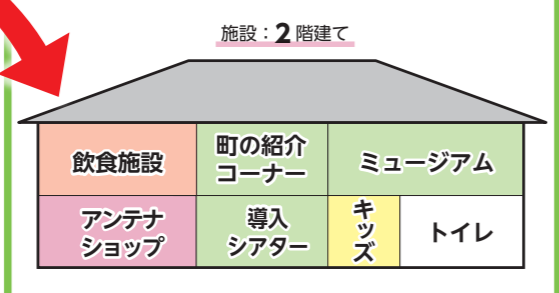 施設：2階建て
飲食施設
町の紹介
コーナー
ミュージアム
アンテナ
ショップ
導入
シアター
キッズ
トイレ